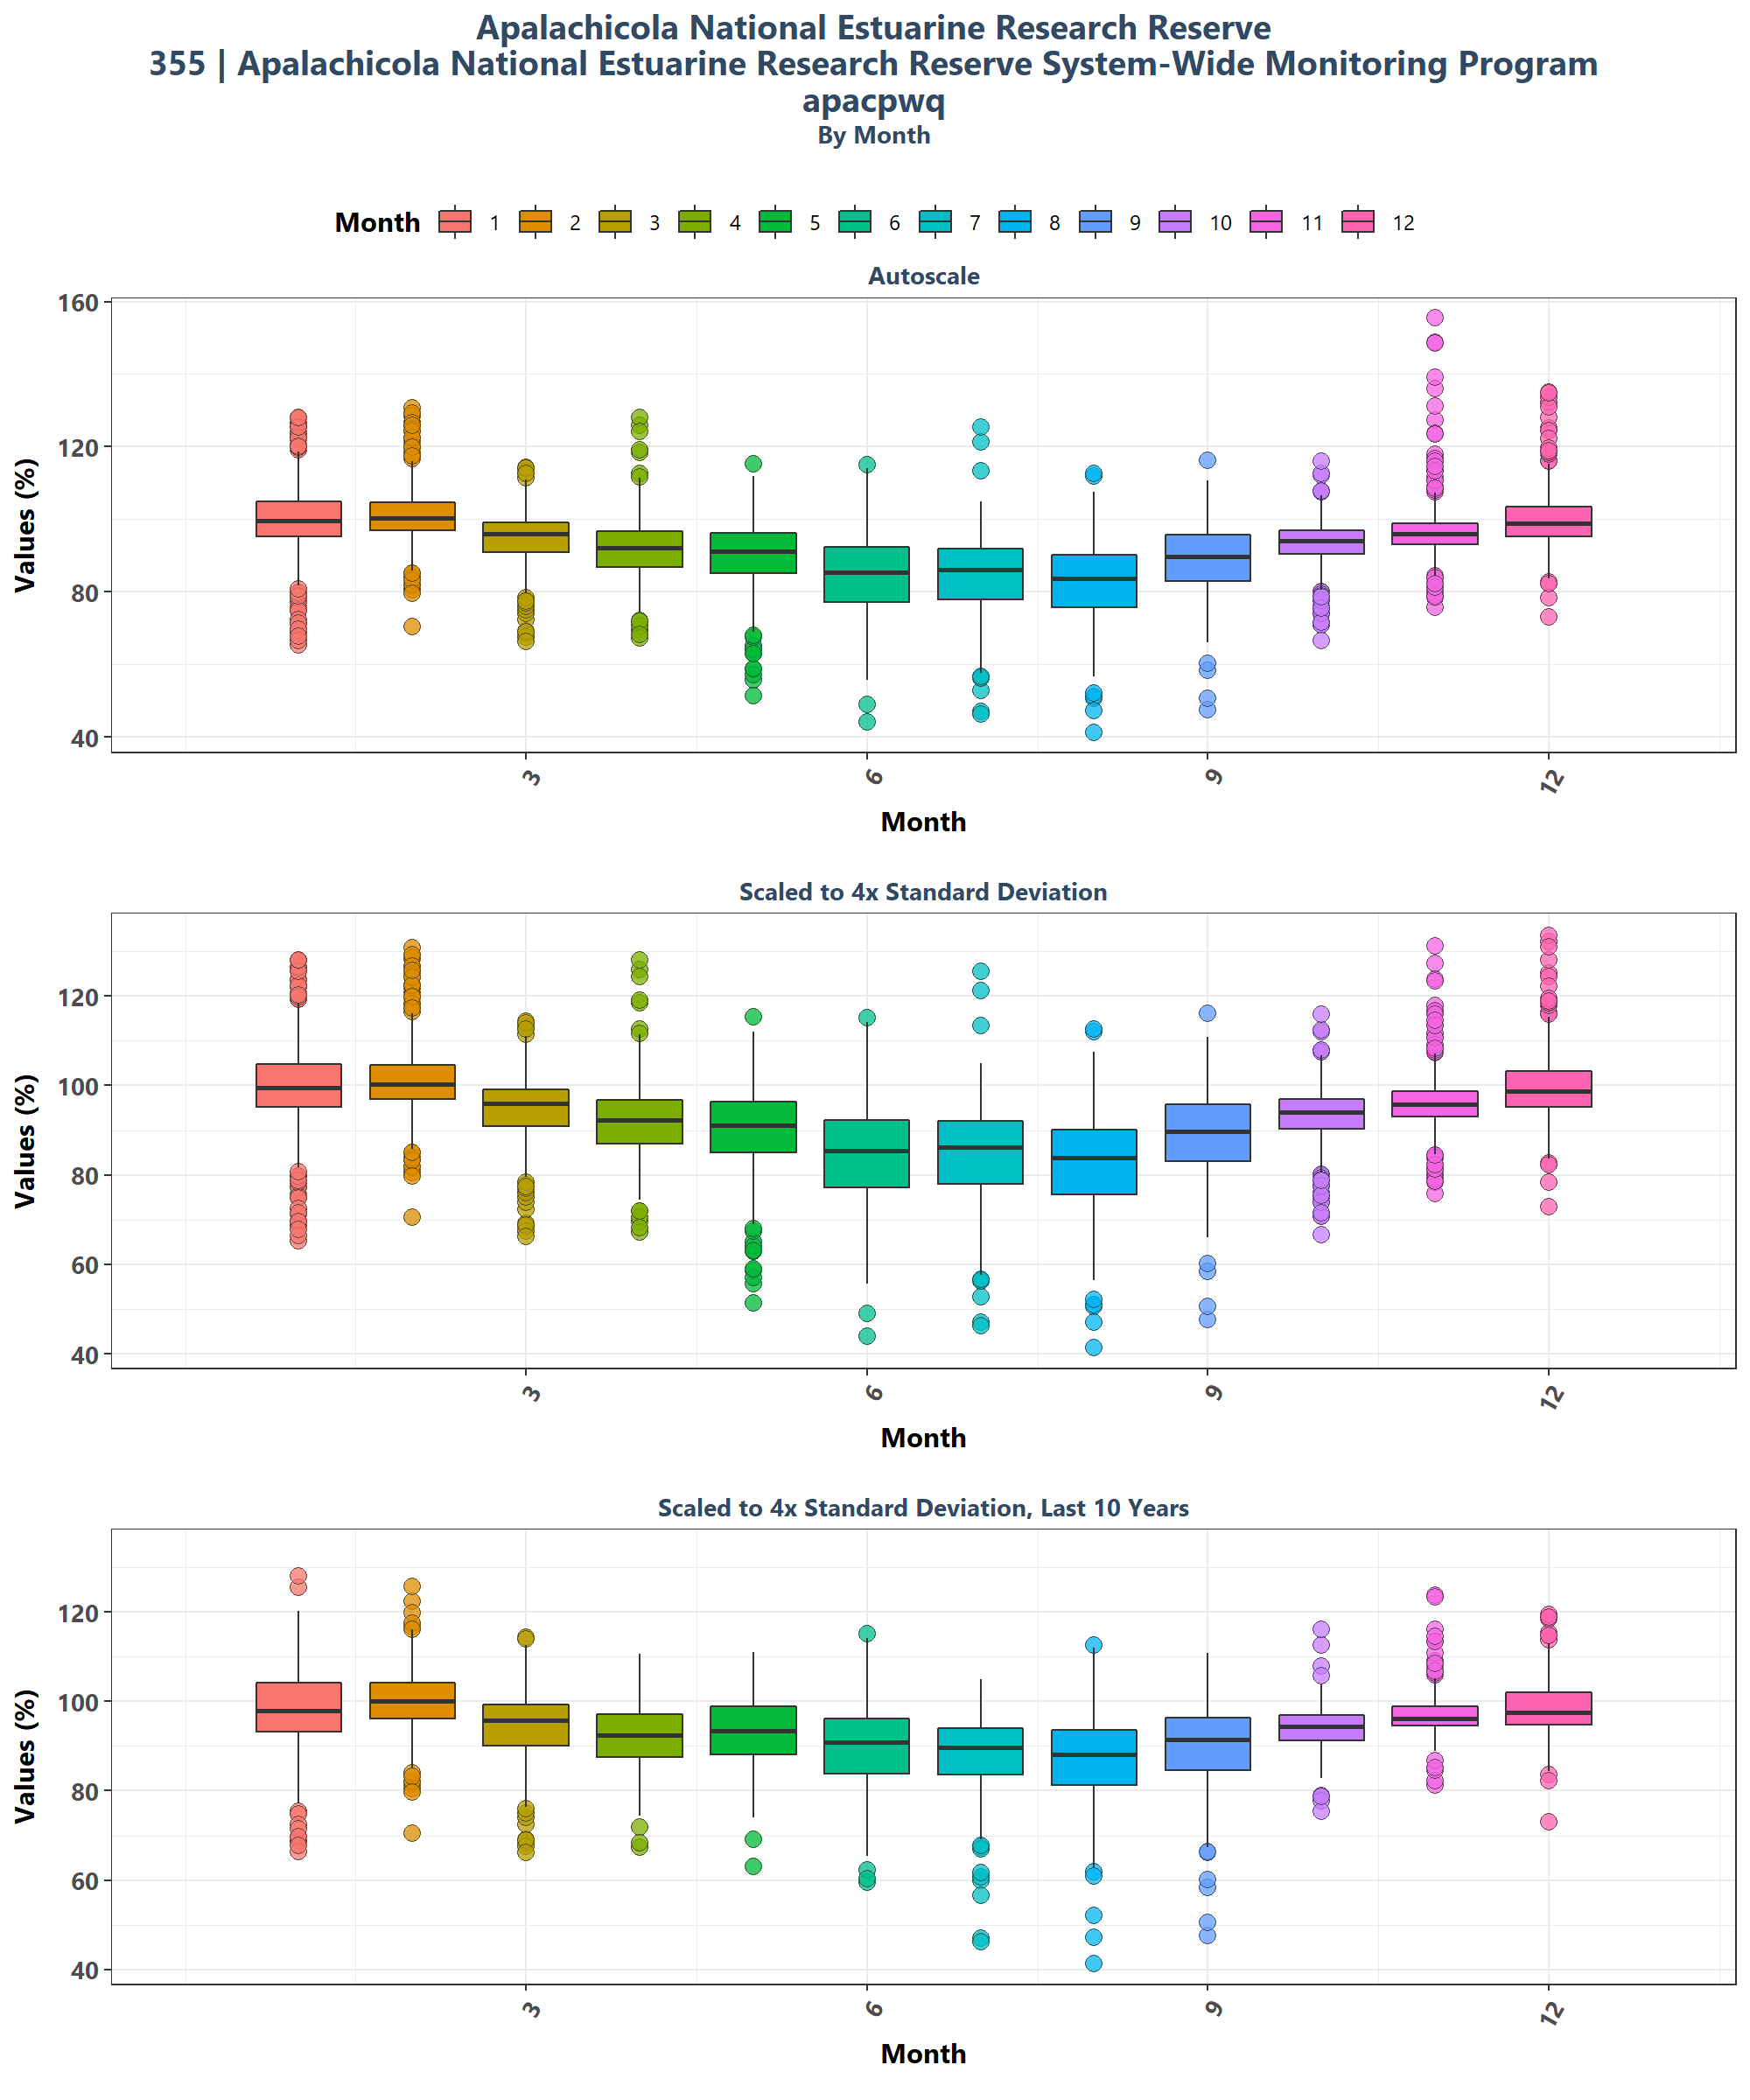 Apalachicola National Estuarine Research Reserve
355 | Apalachicola National Estuarine Research Reserve System-Wide Monitoring Program
apacpwq
By Month
Month 1 2 3 4 5 6 7 8 9 10 11 12
Autoscale
Values (%)
160
120
80
40
3 6 9 12
Month
Scaled to 4x Standard Deviation
Values (%)
120
100
80
60
40
3 6 9 12
Month
Scaled to 4x Standard Deviation, Last 10 Years
Values (%)
120
100
80
60
40
3 6 9 12
Month